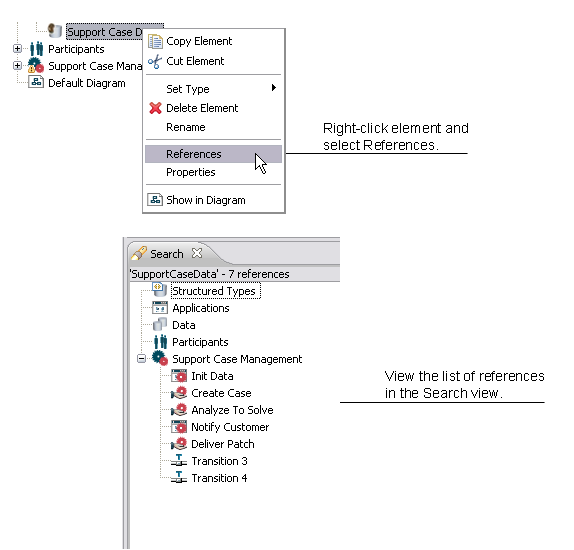 Support Case D
Participants
Support Case Mana
Default Diagram
Copy Element
Cut Element
Set Type
Delete Element
Rename
References
Properties
Show in Diagram
Right-click element and
select References.
Search
'SupportCaseData' - 7 references
Structured Types
Applications
Data
Participants
Support Case Management
Init Data
Create Case
Analyze To Solve
Notify Customer
Deliver Patch
Transition 3
Transition 4
View the list of references
in the Search view.